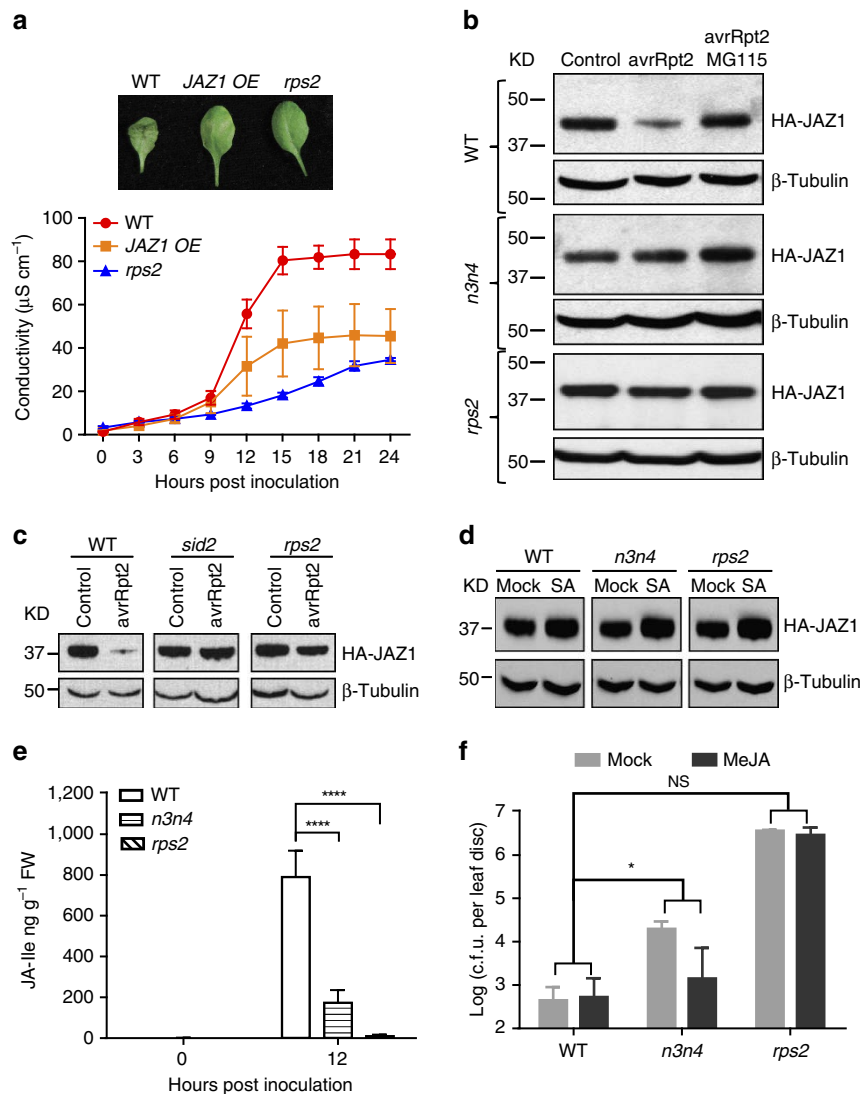 a
WT JAZ1 OE rps2
100
80
60
40
20
0
Conductivity (μS cm⁻¹)
WT
JAZ1 OE
rps2
0 3 6 9 12 15 18 21 24
Hours post inoculation
b
KD Control avrRpt2 avrRpt2 MG115
WT
50
37
HA-JAZ1
50
β-Tubulin
n3n4
50
37
HA-JAZ1
50
β-Tubulin
rps2
50
37
HA-JAZ1
50
β-Tubulin
c
WT sid2 rps2
KD Control avrRpt2 Control avrRpt2 Control avrRpt2
37 HA-JAZ1
50 β-Tubulin
d
WT n3n4 rps2
KD Mock SA Mock SA Mock SA
37 HA-JAZ1
50 β-Tubulin
e
1,200
1,000
800
600
400
200
0
JA-Ile ng g⁻¹ FW
WT
n3n4
rps2
****
****
0 12
Hours post inoculation
f
Mock MeJA
NS
*
7
6
5
4
3
2
Log (c.f.u. per leaf disc)
WT n3n4 rps2